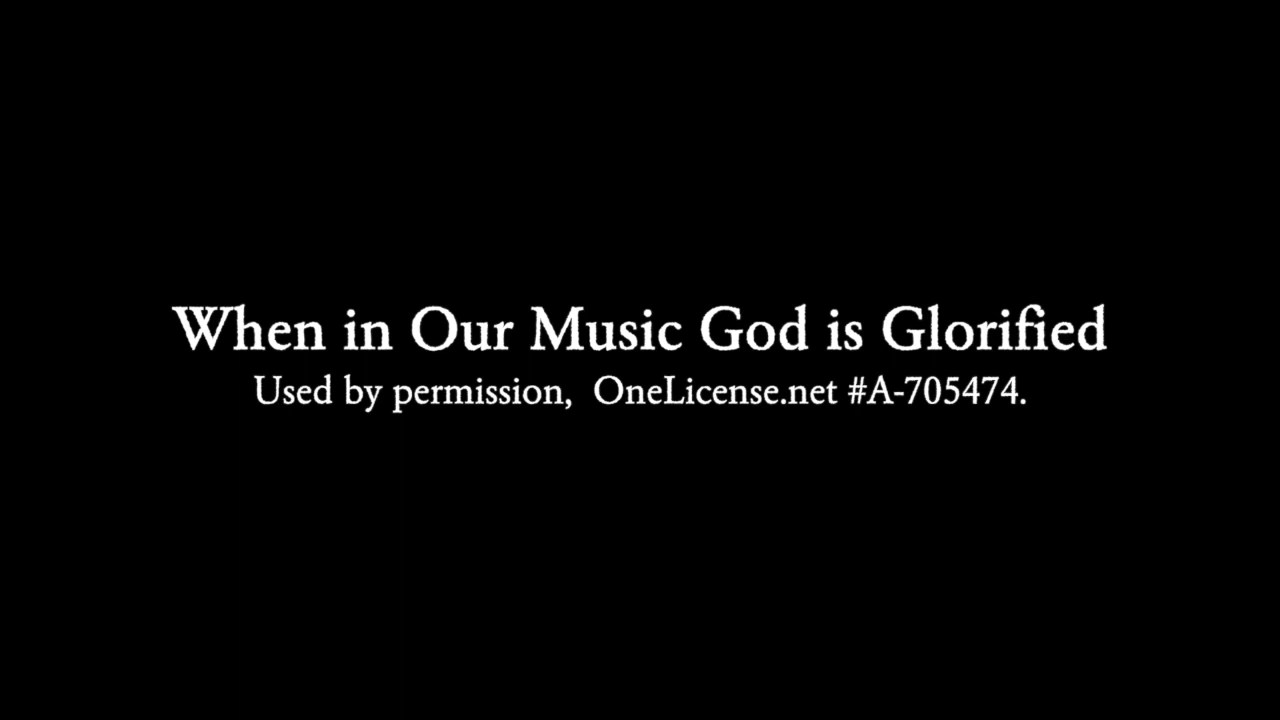 When in Our Music God is Glorified
Used by permission,  OneLicense.net #A-705474.